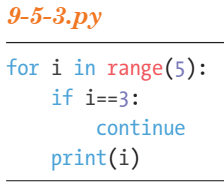 9-5-3.py
for i in range(5):
    if i==3:
        continue
    print(i)